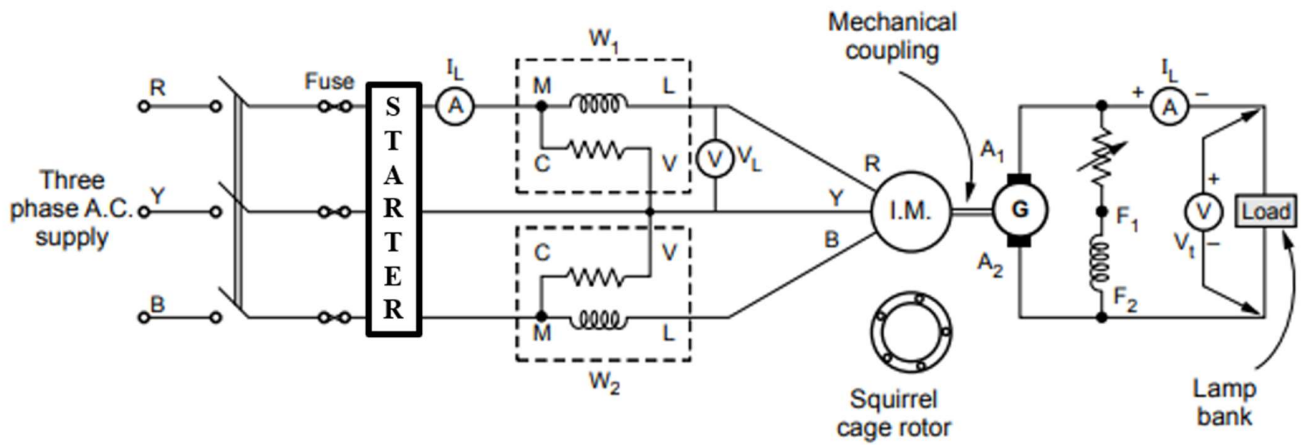 Mechanical
coupling
W1
IL
M
L
C
V
Fuse
S
T
A
R
T
E
R
A
R
Y
B
Three
phase A.C.
supply
V
VL
R
Y
B
I.M.
G
A1
A2
F1
F2
IL
+
A
–
+
V
Vt
–
Load
C
V
M
L
W2
Squirrel
cage rotor
Lamp
bank